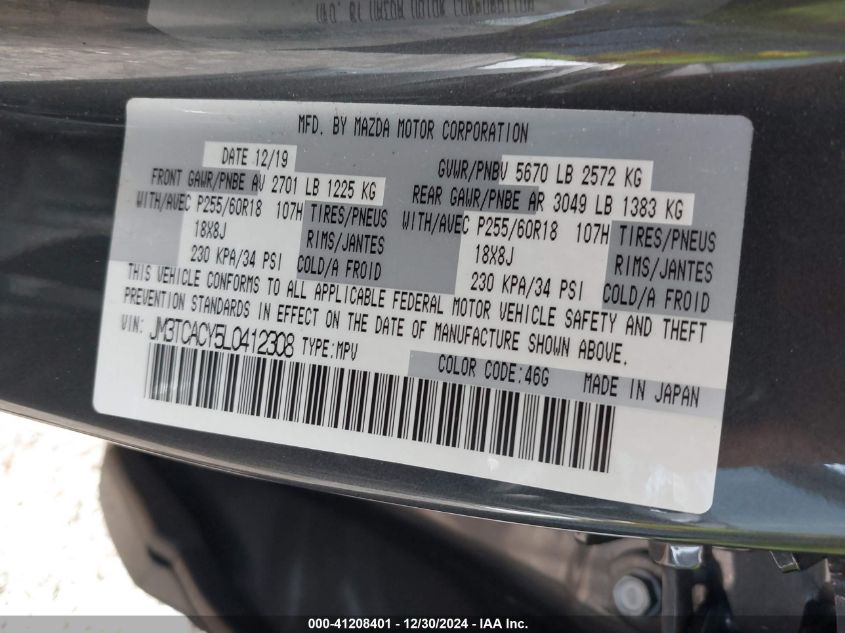 MFD. BY MAZDA MOTOR CORPORATION
DATE 12/19
GVWR/PNBV 5670 LB 2572 KG
FRONT GAWR/PNBE AV 2701 LB 1225 KG
REAR GAWR/PNBE AR 3049 LB 1383 KG
WITH/AVEC P255/60R18 107H TIRES/PNEUS
WITH/AVEC P255/60R18 107H TIRES/PNEUS
18X8J RIMS/JANTES
18X8J RIMS/JANTES
230 KPA/34 PSI COLD/A FROID
230 KPA/34 PSI COLD/A FROID
THIS VEHICLE CONFORMS TO ALL APPLICABLE FEDERAL MOTOR VEHICLE SAFETY AND THEFT
PREVENTION STANDARDS IN EFFECT ON THE DATE OF MANUFACTURE SHOWN ABOVE.
VIN: JM3TCACY5L0412308 TYPE:MPV
COLOR CODE:46G MADE IN JAPAN
000-41208401 - 12/30/2024 - IAA Inc.